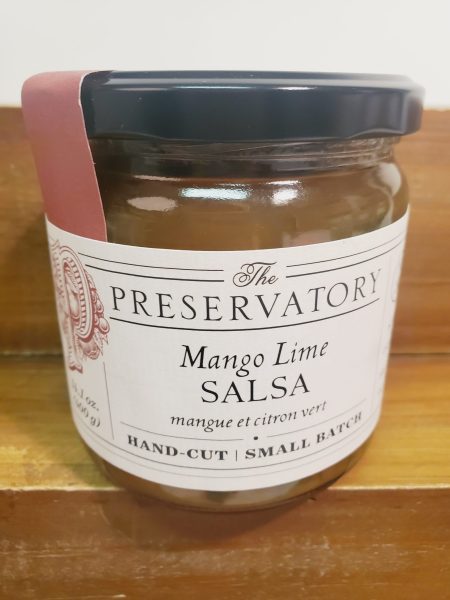 The
PRESERVATORY
Mango Lime
SALSA
mangue et citron vert
HAND-CUT | SMALL BATCH